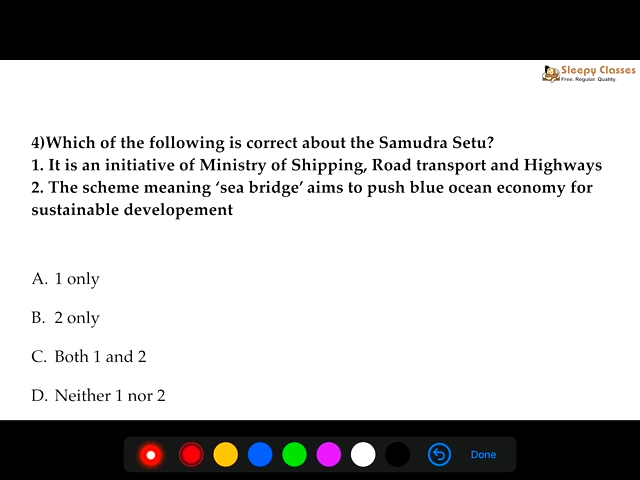 Sleepy Classes
Free. Regular. Quality.
4)Which of the following is correct about the Samudra Setu?
1. It is an initiative of Ministry of Shipping, Road transport and Highways
2. The scheme meaning ‘sea bridge’ aims to push blue ocean economy for
sustainable developement
A. 1 only
B. 2 only
C. Both 1 and 2
D. Neither 1 nor 2
Done